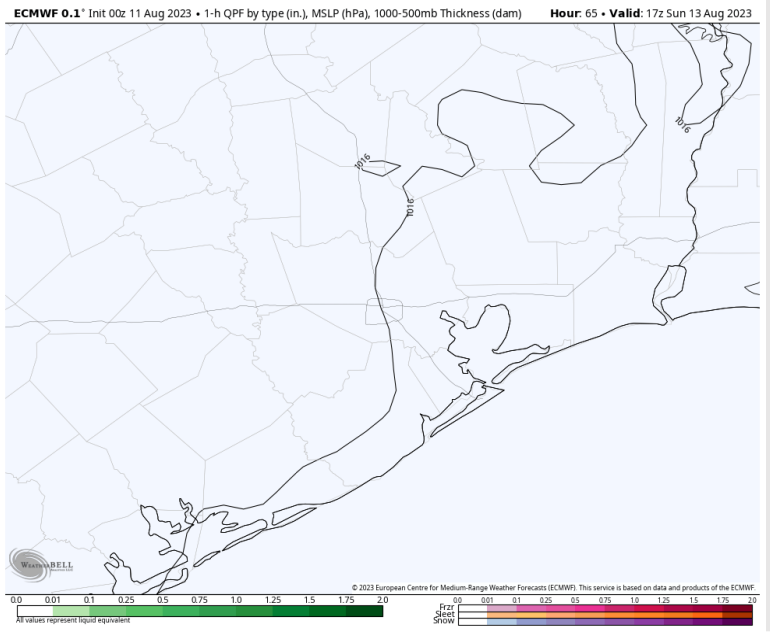 ECMWF 0.1° Init 00z 11 Aug 2023 • 1-h QPF by type (in.), MSLP (hPa), 1000-500mb Thickness (dam) Hour: 65 • Valid: 17z Sun 13 Aug 2023
1016
1016
1016
WEATHERBELL
© 2023 European Centre for Medium-Range Weather Forecasts (ECMWF). This service is based on data and products of the ECMWF.
0.0 0.01 0.1 0.25 0.5 0.75 1.0 1.25 1.5 1.75 2.0
All values represent liquid equivalent
0.0 0.01 0.1 0.25 0.5 0.75 1.0 1.25 1.5 1.75 2.0
Frzr
Sleet
Snow